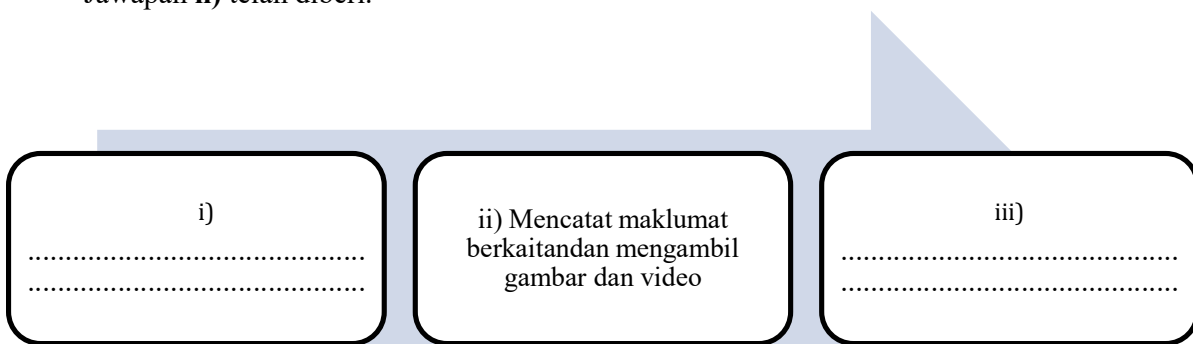 Jawapan ii) telah diberi.
i)
..............................................
..............................................
ii) Mencatat maklumat
berkaitandan mengambil
gambar dan video
iii)
..............................................
..............................................